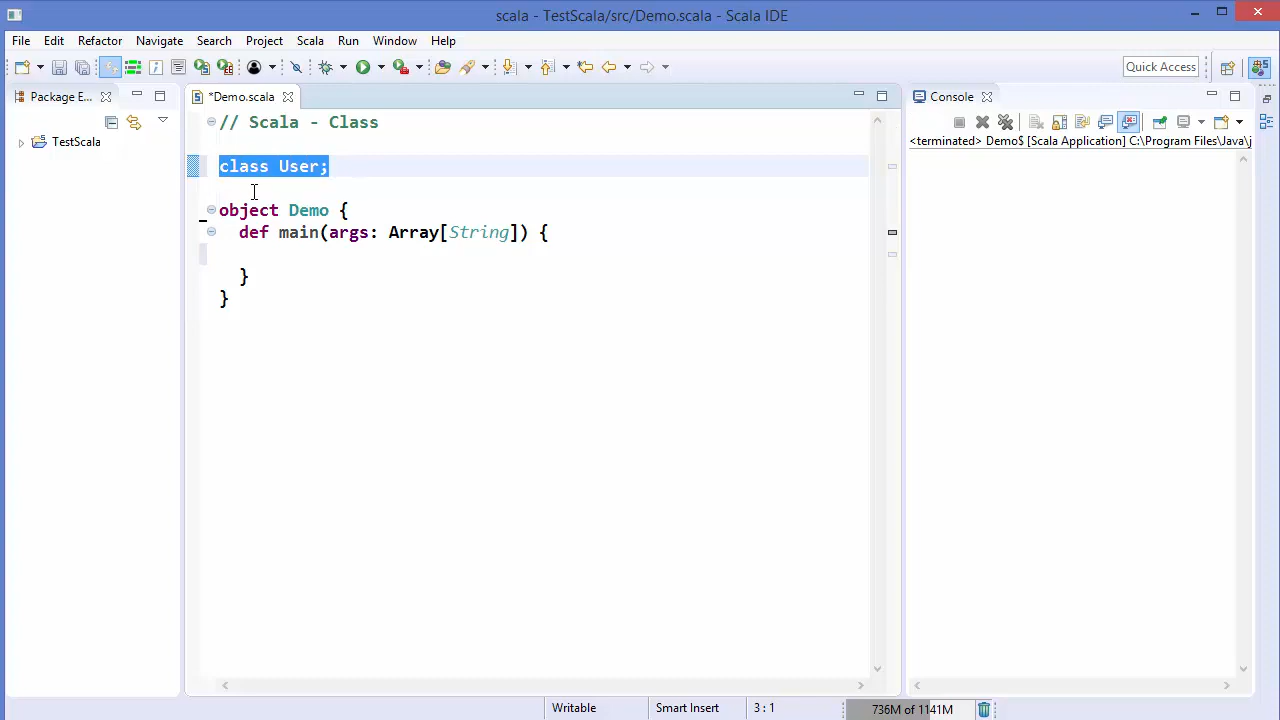 scala - TestScala/src/Demo.scala - Scala IDE
File Edit Refactory Navigate Search Project Scala Run Window Help
Quick Access
Package E...
*Demo.scala
Console
TestScala
<terminated> Demo$ [Scala Application] C:\Program Files\Java\j
// Scala - Class
class User;
object Demo {
def main(args: Array[String]) {
}
}
Writable
Smart Insert
3 : 1
736M of 1141M